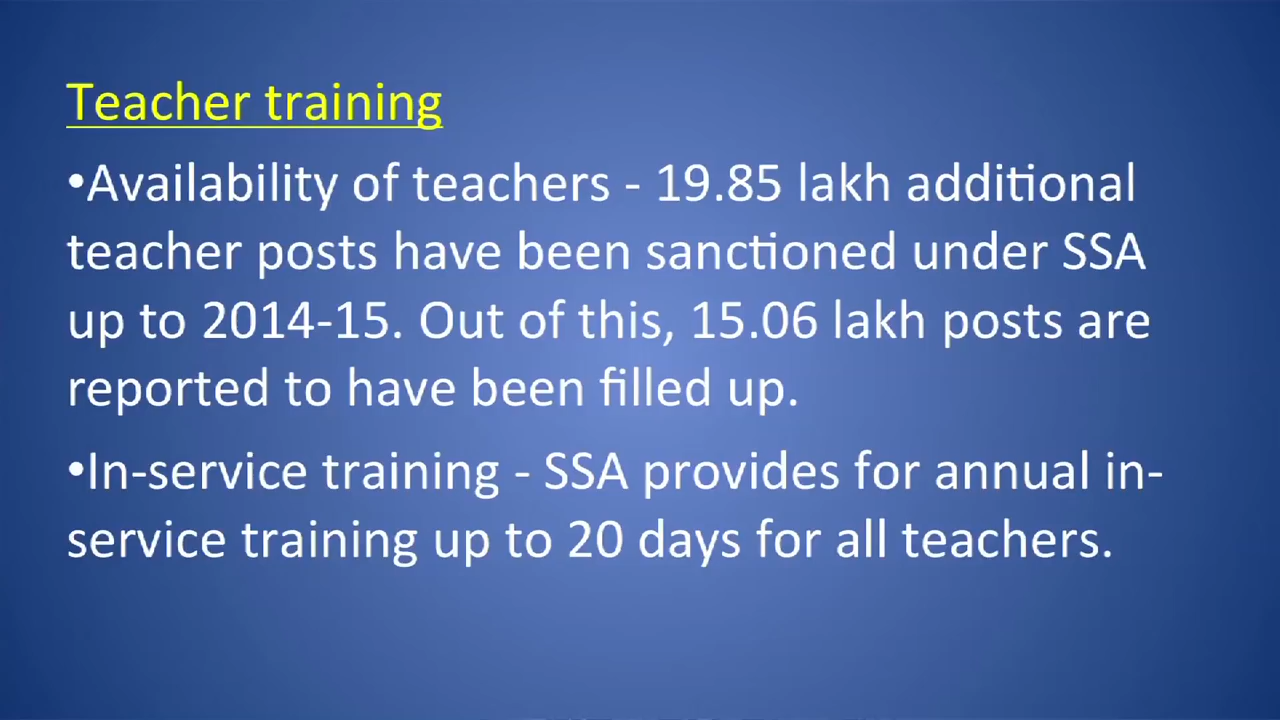 Teacher training
•Availability of teachers - 19.85 lakh additional
teacher posts have been sanctioned under SSA
up to 2014-15. Out of this, 15.06 lakh posts are
reported to have been filled up.
•In-service training - SSA provides for annual in-
service training up to 20 days for all teachers.